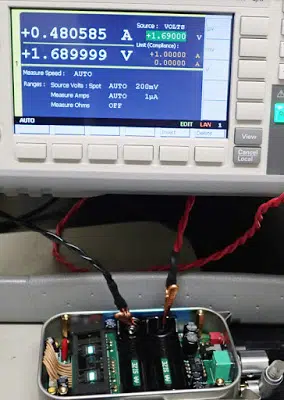 +0.480585 A
+1.689999 V
Source : VOLTS
+1.69000 V
Limit (Compliance) :
+1.00000 A
0.00000 A
Measure Speed : AUTO
Ranges : Source Volts : Spot AUTO 200mV
Measure Amps AUTO 1µA
Measure Ohms OFF
AUTO EDIT LAN 1
View
Cancel
Local